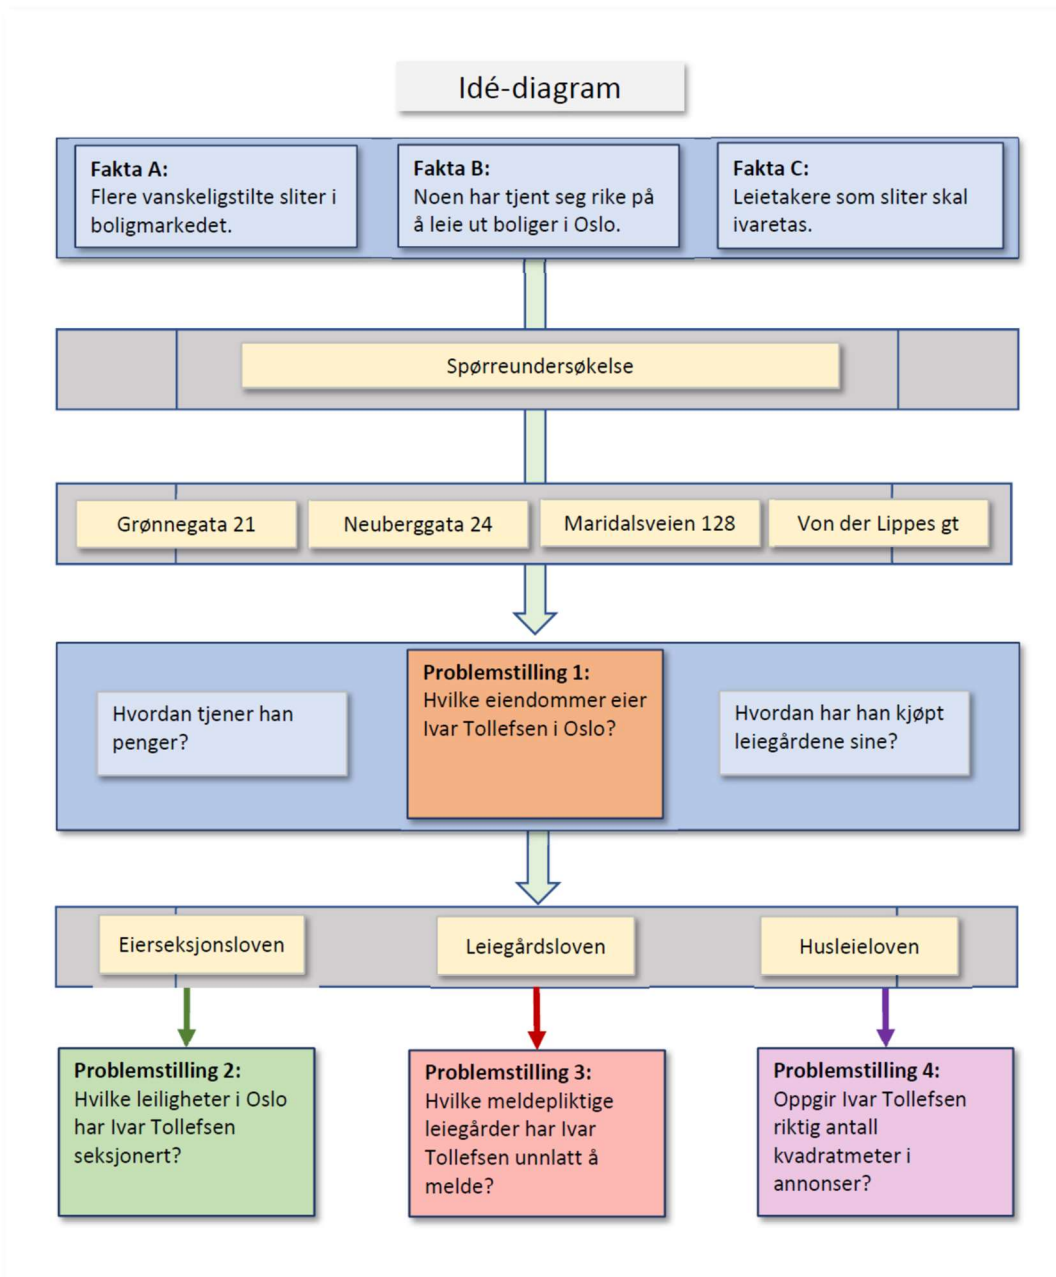 Idé-diagram
Fakta A:
Flere vanskeligstilte sliter i
boligmarkedet.
Fakta B:
Noen har tjent seg rike på
å leie ut boliger i Oslo.
Fakta C:
Leietakere som sliter skal
ivaretas.
Spørreundersøkelse
Grønnegata 21
Neuberggata 24
Maridalsveien 128
Von der Lippes gt
Hvordan tjener han
penger?
Problemstilling 1:
Hvilke eiendommer eier
Ivar Tollefsen i Oslo?
Hvordan har han kjøpt
leiegårdene sine?
Eierseksjonsloven
Leiegårdsloven
Husleieloven
Problemstilling 2:
Hvilke leiligheter i Oslo
har Ivar Tollefsen
seksjonert?
Problemstilling 3:
Hvilke meldepliktige
leiegårder har Ivar
Tollefsen unnlatt å
melde?
Problemstilling 4:
Oppgir Ivar Tollefsen
riktig antall
kvadratmeter i
annonser?